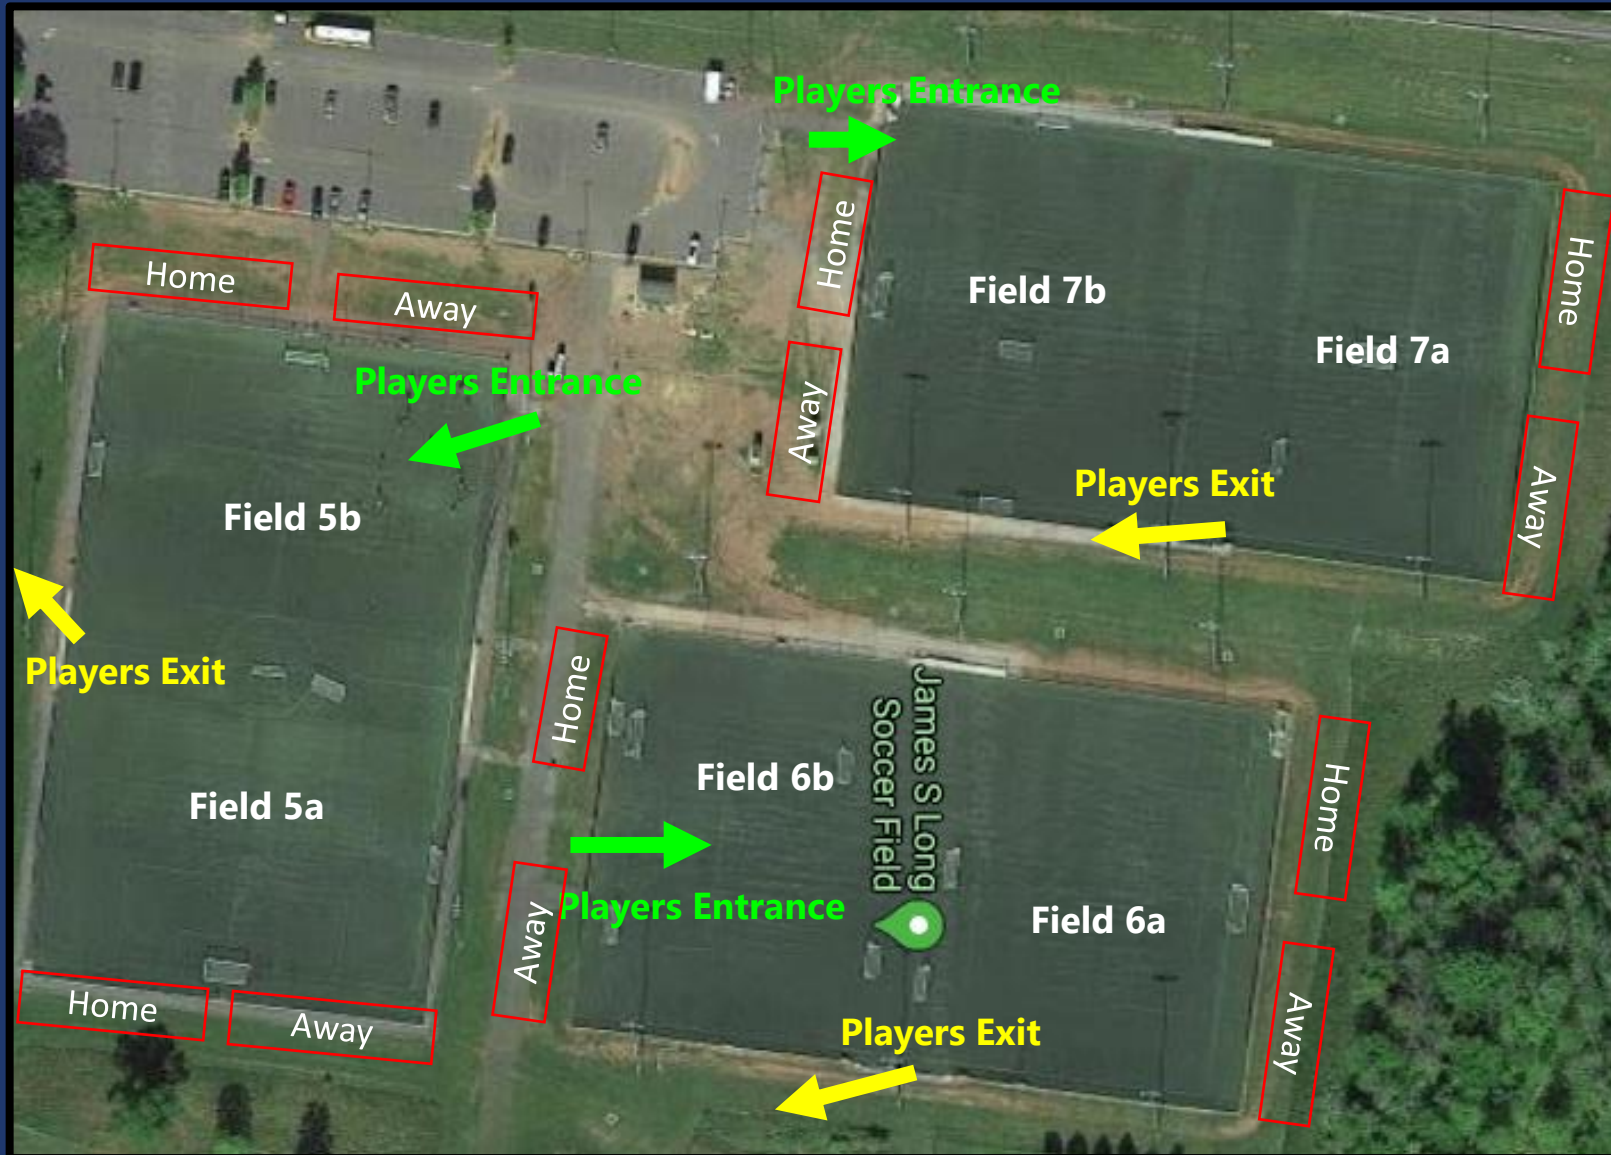 Players Entrance
Home
Field 7b
Home
Field 7a
Home
Away
Players Entrance
Away
Away
Players Exit
Field 5b
Players Exit
Home
James S Long
Soccer Field
Field 6b
Home
Field 5a
Players Entrance
Field 6a
Away
Home
Away
Players Exit
Away